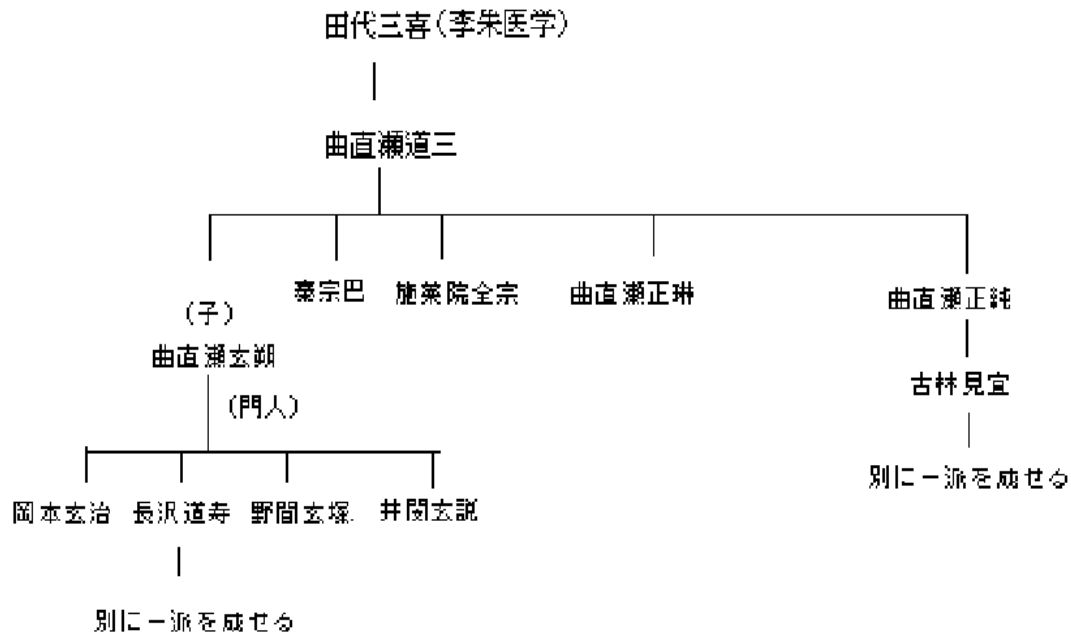 田代三喜(李朱医学)
曲直瀬道三
秦宗巴
施薬院全宗
曲直瀬正琳
曲直瀬正純
(子)
曲直瀬玄朔
古林見宜
(門人)
別に一派を成せる
岡本玄治
長沢道寿
野間玄琢
井関玄説
別に一派を成せる